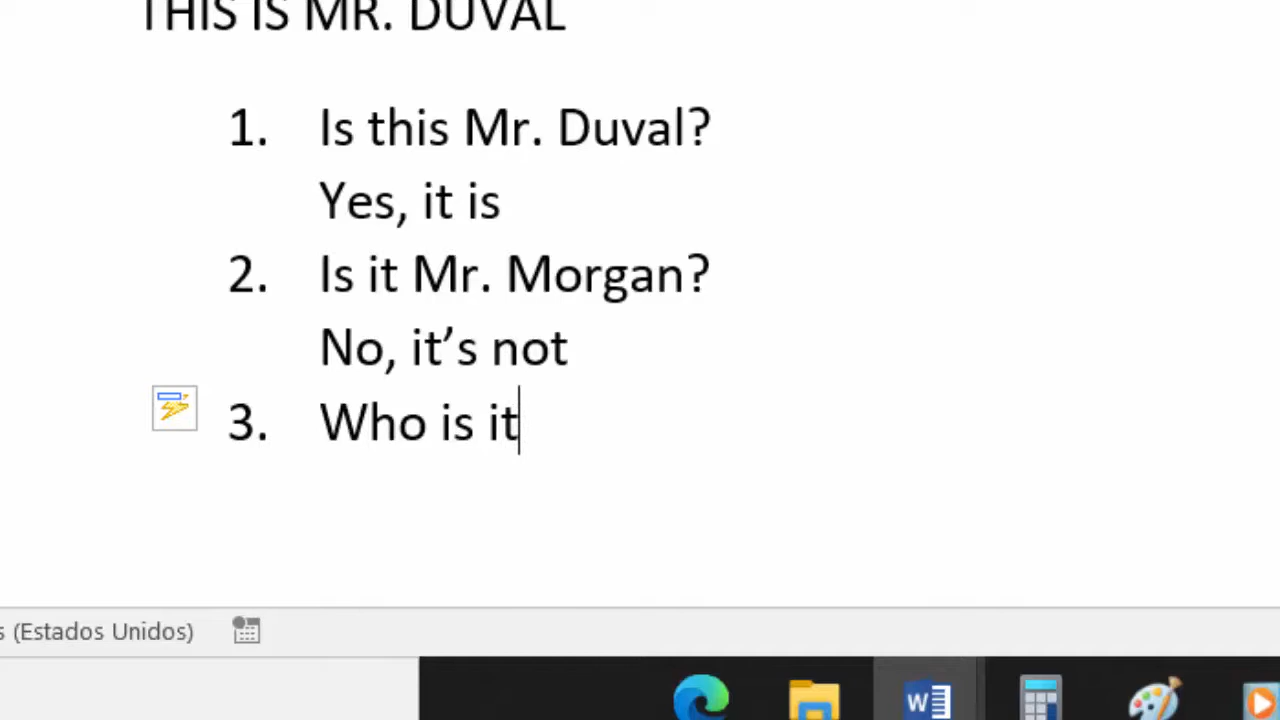 THIS IS MR. DUVAL
1. Is this Mr. Duval?
Yes, it is
2. Is it Mr. Morgan?
No, it’s not
3. Who is it
s (Estados Unidos)